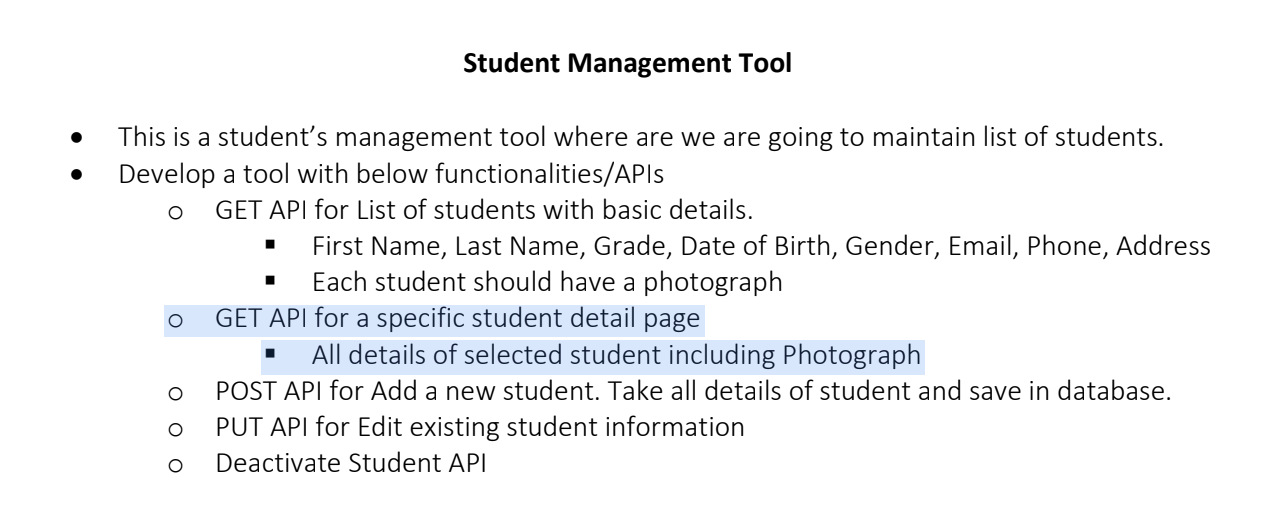 Student Management Tool
• This is a student’s management tool where are we are going to maintain list of students.
• Develop a tool with below functionalities/APIs
o GET API for List of students with basic details.
▪ First Name, Last Name, Grade, Date of Birth, Gender, Email, Phone, Address
▪ Each student should have a photograph
o GET API for a specific student detail page
▪ All details of selected student including Photograph
o POST API for Add a new student. Take all details of student and save in database.
o PUT API for Edit existing student information
o Deactivate Student API